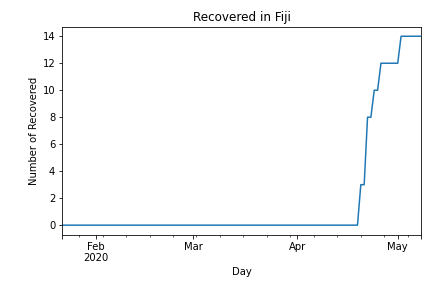 Recovered in Fiji
14
12
10
8
6
4
2
0
Number of Recovered
Feb
2020
Mar
Apr
May
Day